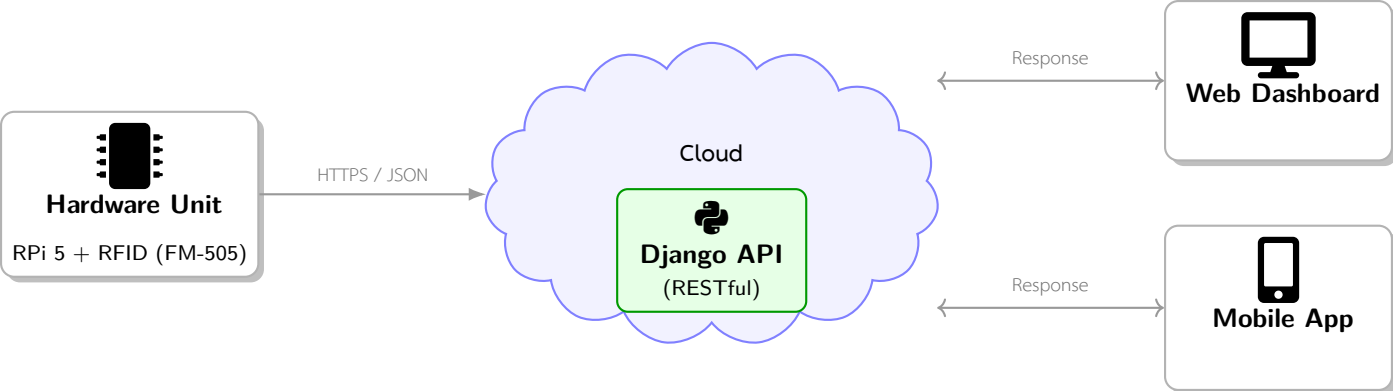 Hardware Unit
RPi 5 + RFID (FM-505)
HTTPS / JSON
Cloud
Django API
(RESTful)
Response
Web Dashboard
Response
Mobile App